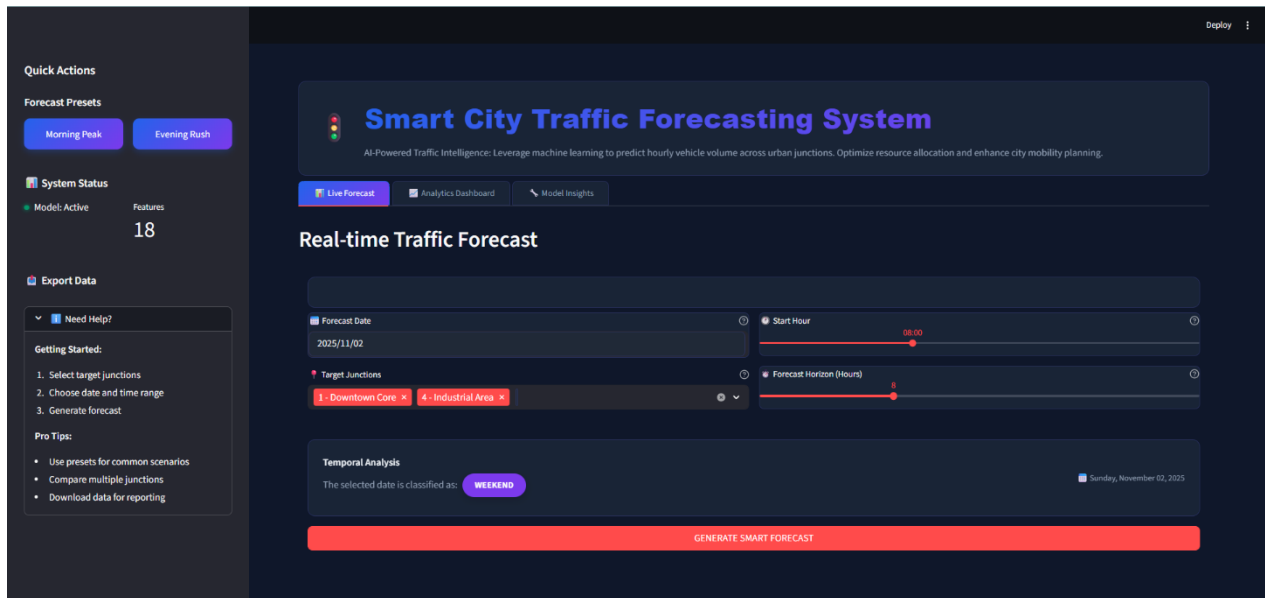 Deploy
Quick Actions
Forecast Presets
Morning Peak
Evening Rush
System Status
Model: Active
Features
18
Export Data
Need Help?
Getting Started:
1. Select target junctions
2. Choose date and time range
3. Generate forecast
Pro Tips:
• Use presets for common scenarios
• Compare multiple junctions
• Download data for reporting
Smart City Traffic Forecasting System
AI-Powered Traffic Intelligence: Leverage machine learning to predict hourly vehicle volume across urban junctions. Optimize resource allocation and enhance city mobility planning.
Live Forecast
Analytics Dashboard
Model Insights
Real-time Traffic Forecast
Forecast Date
2025/11/02
Start Hour
08:00
Target Junctions
1 - Downtown Core ×
4 - Industrial Area ×
Forecast Horizon (Hours)
8
Temporal Analysis
The selected date is classified as: WEEKEND
Sunday, November 02, 2025
GENERATE SMART FORECAST